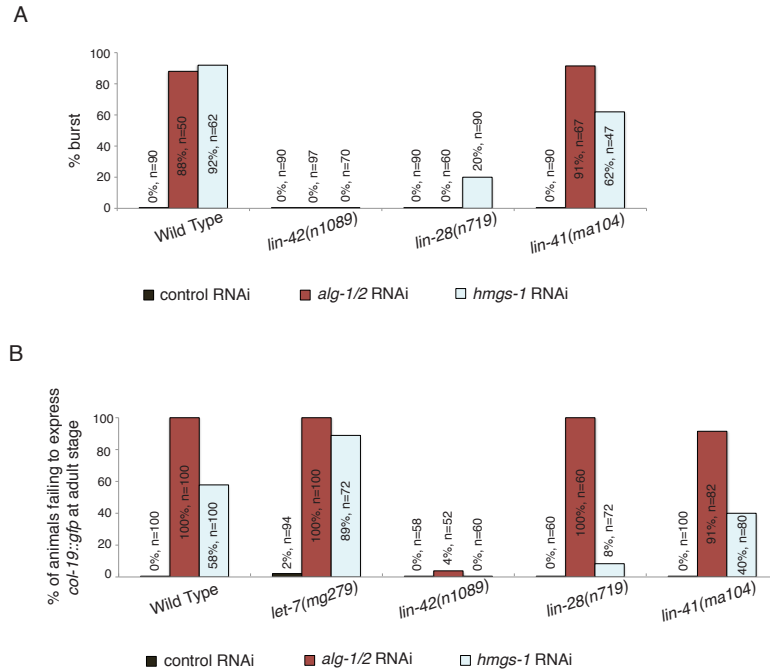 A
% burst
100
80
60
40
20
0
0%, n=90
88%, n=50
92%, n=62
0%, n=90
0%, n=97
0%, n=70
0%, n=90
0%, n=60
20%, n=90
0%, n=90
91%, n=67
62%, n=47
Wild Type
lin-42(n1089)
lin-28(n719)
lin-41(ma104)
control RNAi
alg-1/2 RNAi
hmgs-1 RNAi
B
% of animals failing to express
col-19::gfp at adult stage
100
80
60
40
20
0
0%, n=100
100%, n=100
58%, n=100
2%, n=94
100%, n=100
89%, n=72
0%, n=58
4%, n=52
0%, n=60
0%, n=60
100%, n=60
8%, n=72
0%, n=100
91%, n=82
40%, n=80
Wild Type
let-7(mg279)
lin-42(n1089)
lin-28(n719)
lin-41(ma104)
control RNAi
alg-1/2 RNAi
hmgs-1 RNAi